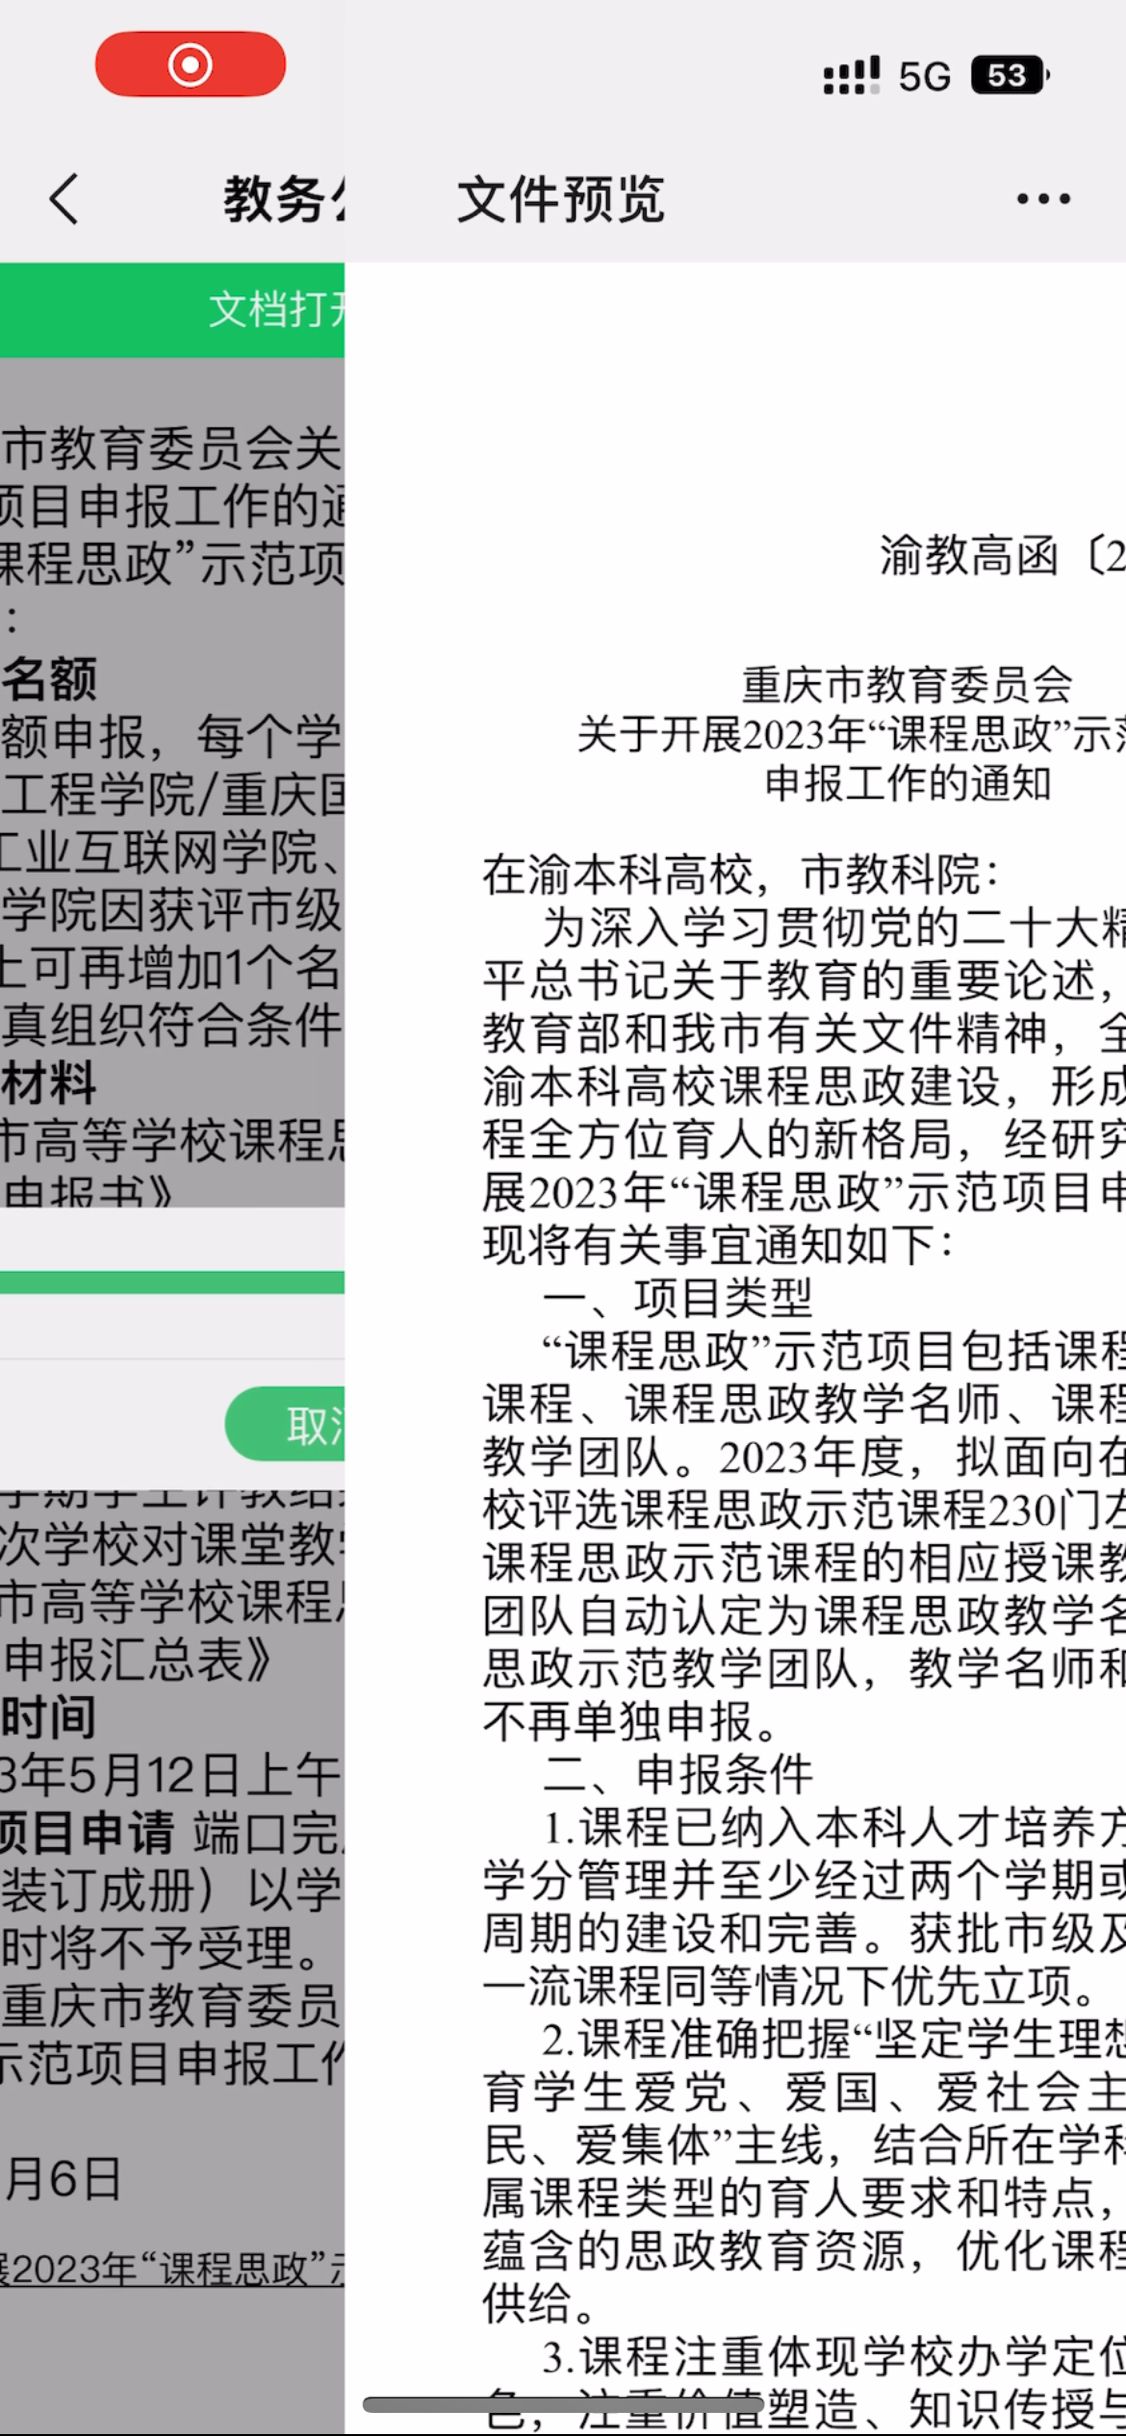 5G
53
教务
文档打
市教育委员会关
项目申报工作的通
课程思政”示范项
：
名额
额申报，每个学
工程学院/重庆国
工业互联网学院、
学院因获评市级
上可再增加1个名
真组织符合条件
材料
市高等学校课程思
申报书》
取
次学校对课堂教学
市高等学校课程
申报汇总表》
时间
3年5月12日上午
项目申请 端口完
装订成册）以学
时将不予受理。
重庆市教育委员
示范项目申报工作
月6日
展2023年“课程思政”示
文件预览
渝教高函〔2
重庆市教育委员会
关于开展2023年“课程思政”示范
申报工作的通知
在渝本科高校，市教科院：
为深入学习贯彻党的二十大精
平总书记关于教育的重要论述，
教育部和我市有关文件精神，全
渝本科高校课程思政建设，形成
程全方位育人的新格局，经研究
展2023年“课程思政”示范项目申
现将有关事宜通知如下：
一、项目类型
“课程思政”示范项目包括课程
课程、课程思政教学名师、课程
教学团队。2023年度，拟面向在
校评选课程思政示范课程230门左
课程思政示范课程的相应授课教
团队自动认定为课程思政教学名
思政示范教学团队，教学名师和
不再单独申报。
二、申报条件
1.课程已纳入本科人才培养方
学分管理并至少经过两个学期或
周期的建设和完善。获批市级及
一流课程同等情况下优先立项。
2.课程准确把握“坚定学生理想
育学生爱党、爱国、爱社会主
民、爱集体”主线，结合所在学科
属课程类型的育人要求和特点，
蕴含的思政教育资源，优化课程
供给。
3.课程注重体现学校办学定位
色，注重价值塑造、知识传授与